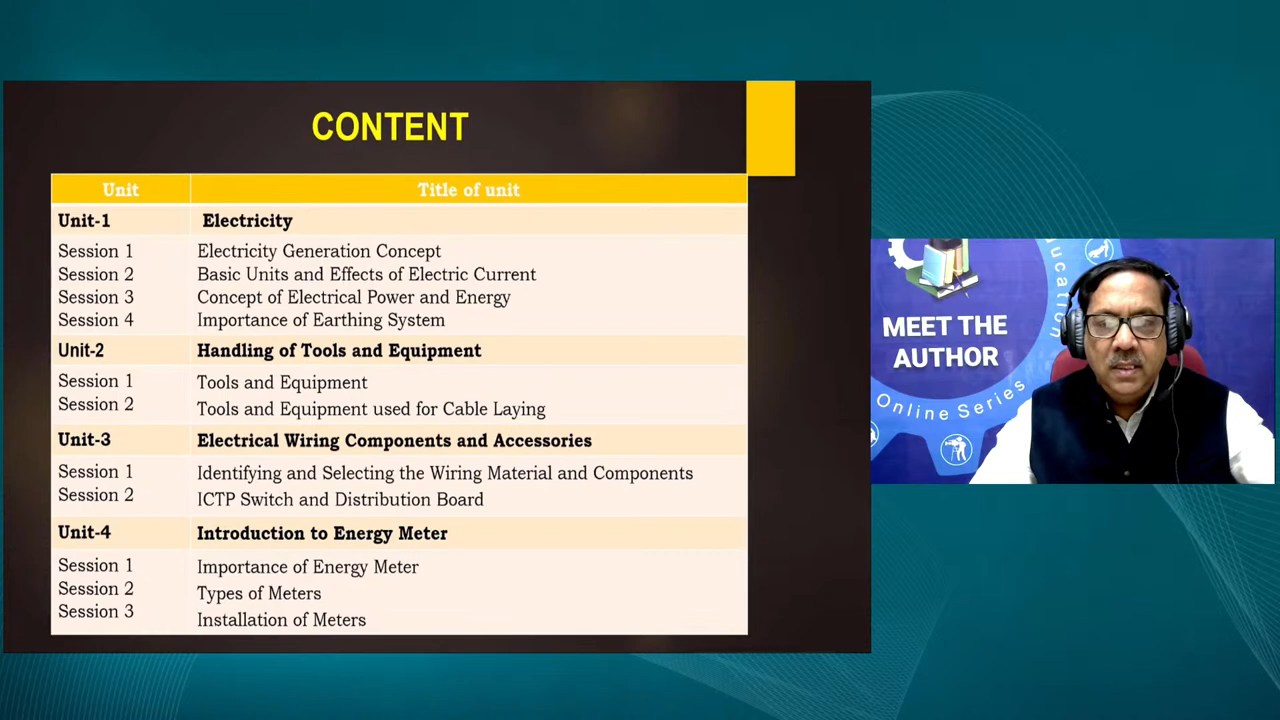 CONTENT
Unit Title of unit
Unit-1 Electricity
Session 1 Electricity Generation Concept
Session 2 Basic Units and Effects of Electric Current
Session 3 Concept of Electrical Power and Energy
Session 4 Importance of Earthing System
Unit-2 Handling of Tools and Equipment
Session 1 Tools and Equipment
Session 2 Tools and Equipment used for Cable Laying
Unit-3 Electrical Wiring Components and Accessories
Session 1 Identifying and Selecting the Wiring Material and Components
Session 2 ICTP Switch and Distribution Board
Unit-4 Introduction to Energy Meter
Session 1 Importance of Energy Meter
Session 2 Types of Meters
Session 3 Installation of Meters
MEET THE
AUTHOR
Online Series